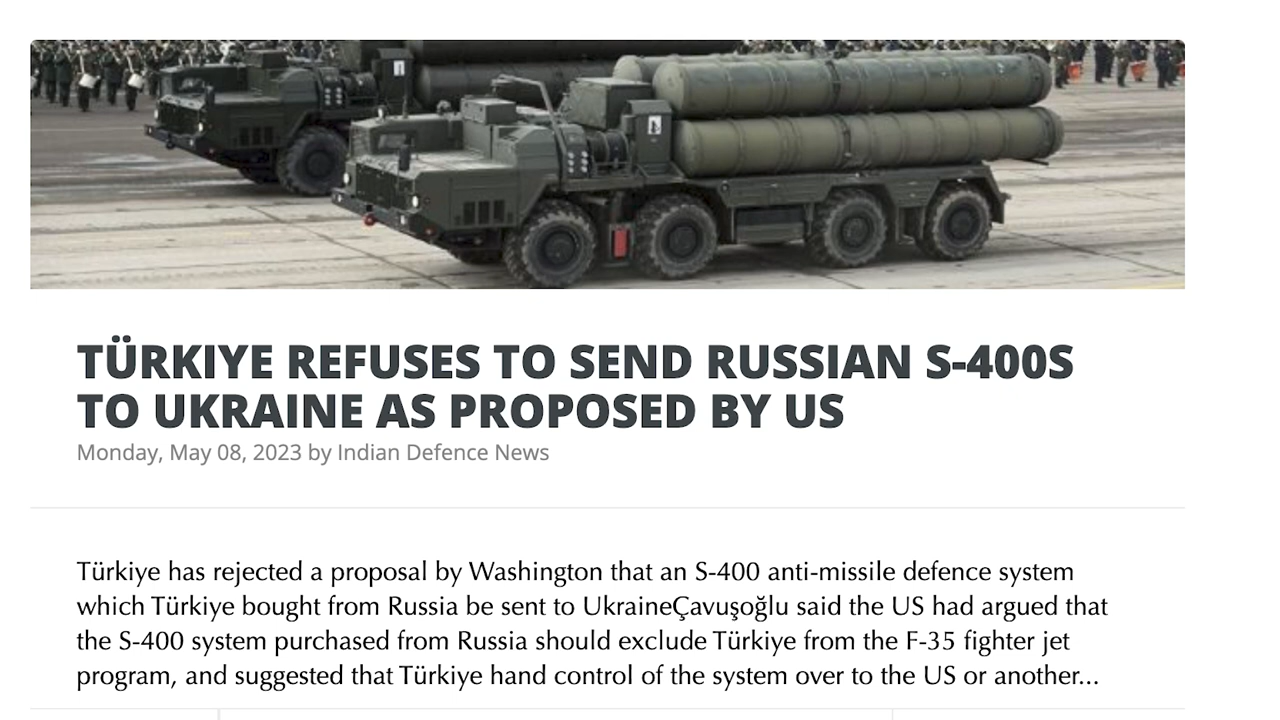 TÜRKIYE REFUSES TO SEND RUSSIAN S-400S
TO UKRAINE AS PROPOSED BY US
Monday, May 08, 2023 by Indian Defence News
Türkiye has rejected a proposal by Washington that an S-400 anti-missile defence system
which Türkiye bought from Russia be sent to UkraineÇavuşoğlu said the US had argued that
the S-400 system purchased from Russia should exclude Türkiye from the F-35 fighter jet
program, and suggested that Türkiye hand control of the system over to the US or another...